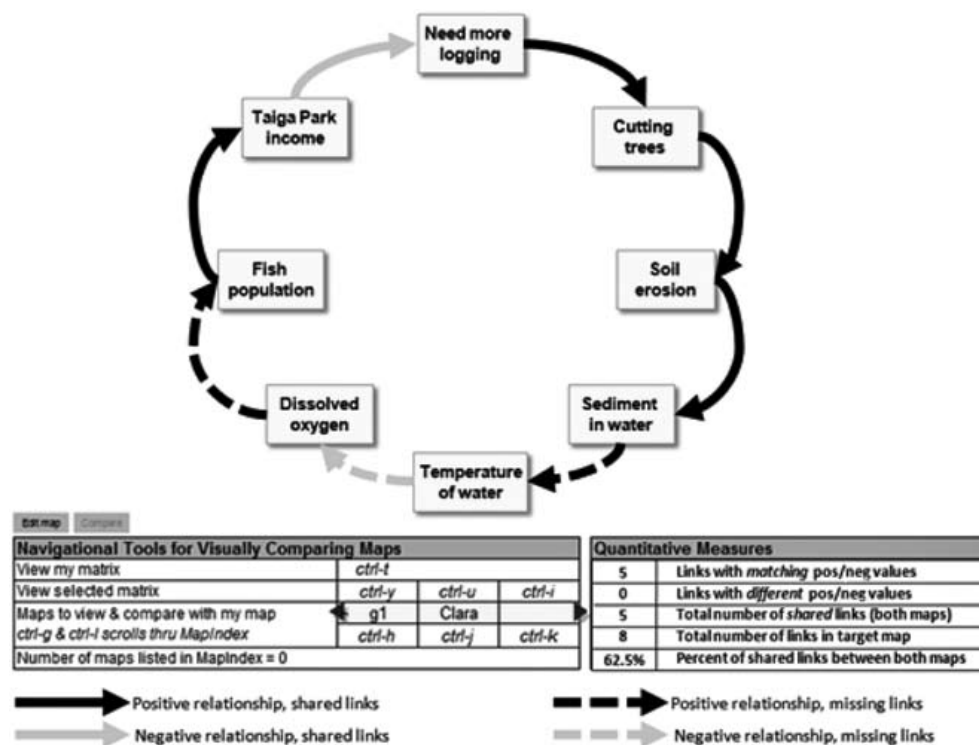 Need more
logging
Taiga Park
income
Cutting
trees
Fish
population
Soil
erosion
Dissolved
oxygen
Sediment
in water
Temperature
of water
Edit map
Compare
Navigational Tools for Visually Comparing Maps
View my matrix
ctrl-t
View selected matrix
ctrl-y
ctrl-u
ctrl-i
Maps to view & compare with my map
g1
Clara
ctrl-g & ctrl-l scrolls thru MapIndex
ctrl-h
ctrl-j
ctrl-k
Number of maps listed in MapIndex = 0
Quantitative Measures
5 Links with matching pos/neg values
0 Links with different pos/neg values
5 Total number of shared links (both maps)
8 Total number of links in target map
62.5% Percent of shared links between both maps
Positive relationship, shared links
Positive relationship, missing links
Negative relationship, shared links
Negative relationship, missing links